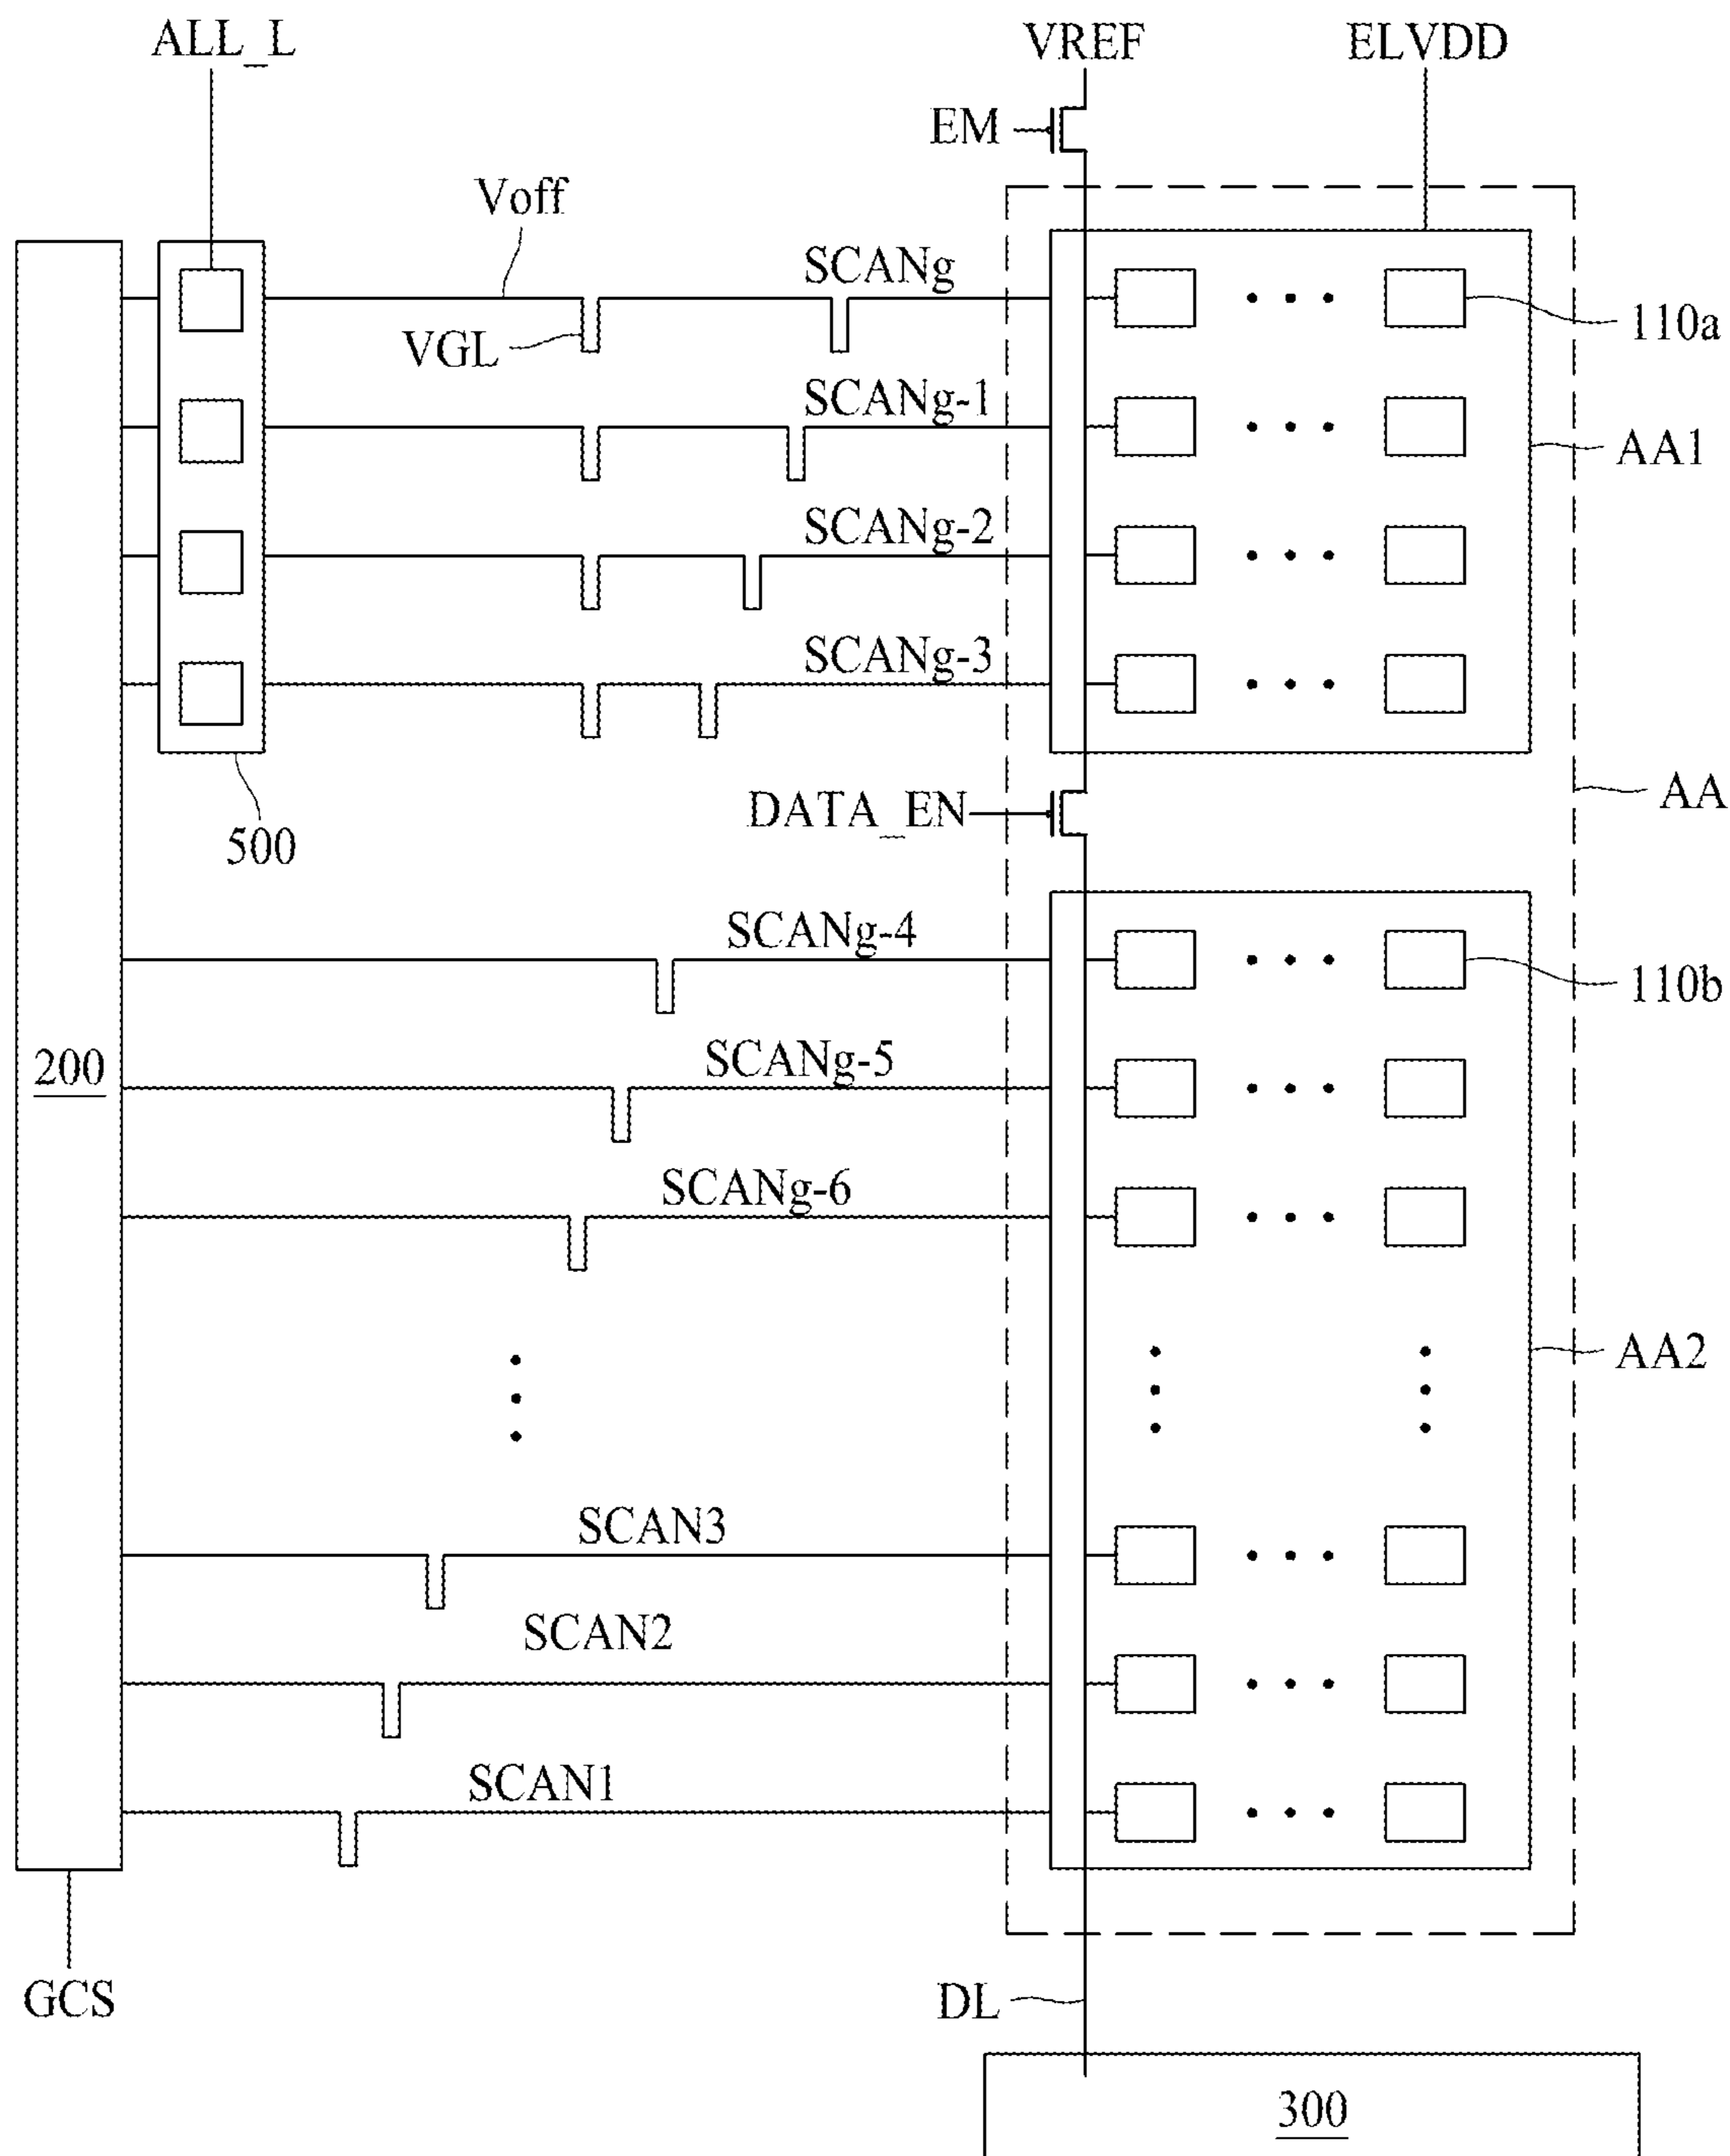 ALL_L
VREF
ELVDD
EM
Voff
SCANg
VGL
110a
SCANg-1
AA1
SCANg-2
SCANg-3
DATA_EN
AA
500
SCANg-4
110b
SCANg-5
200
SCANg-6
AA2
SCAN3
SCAN2
SCAN1
GCS
DL
300